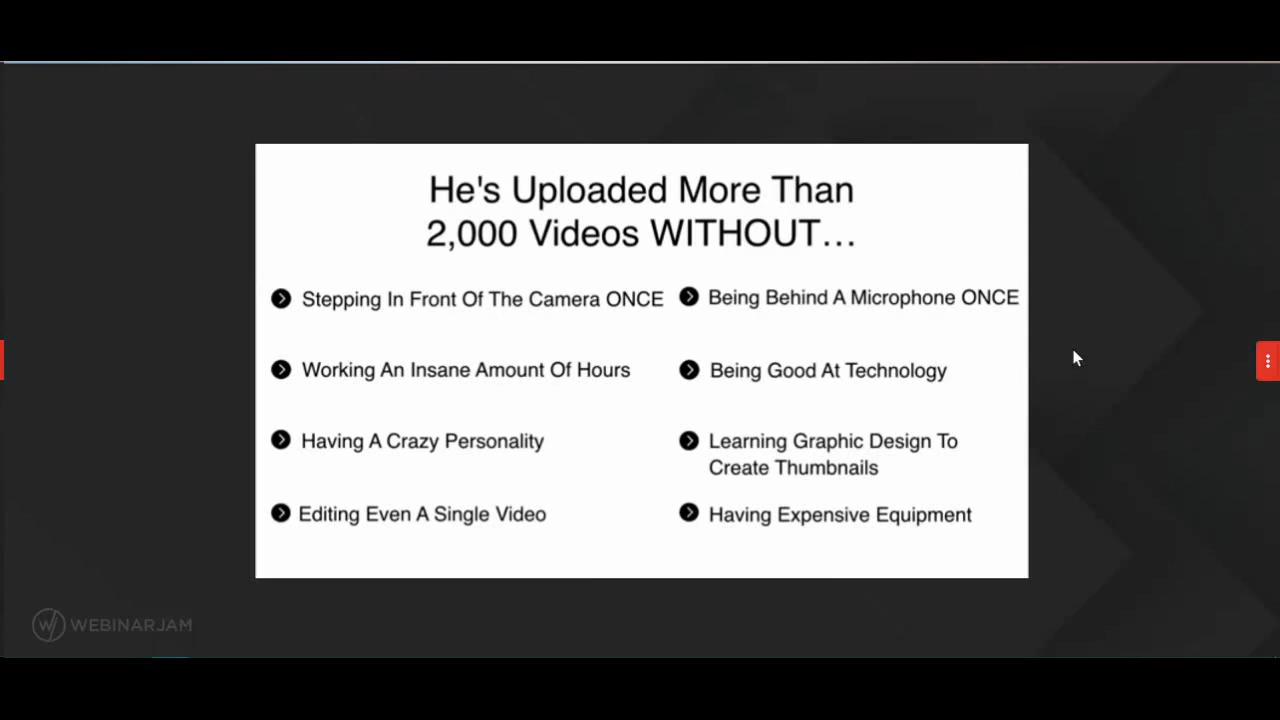 He's Uploaded More Than
2,000 Videos WITHOUT...
Stepping In Front Of The Camera ONCE
Being Behind A Microphone ONCE
Working An Insane Amount Of Hours
Being Good At Technology
Having A Crazy Personality
Learning Graphic Design To
Create Thumbnails
Editing Even A Single Video
Having Expensive Equipment
WEBINARJAM